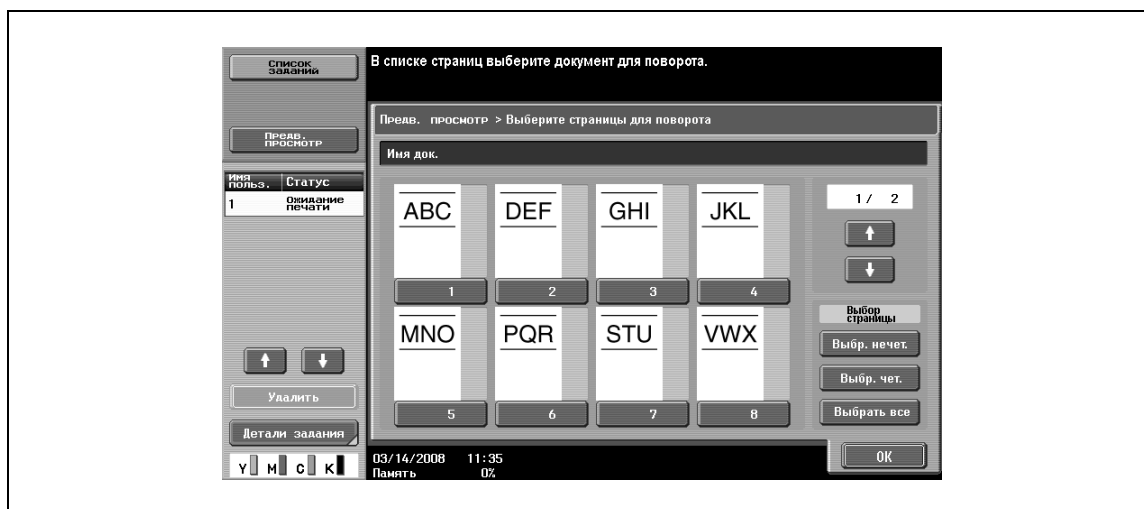 Список
заданий
Предв.
просмотр
Имя
польз.
Статус
1
Ожидание
печати
Удалить
Детали задания
Y M C K
В списке страниц выберите документ для поворота.
Предв. просмотр > Выберите страницы для поворота
Имя док.
ABC DEF GHI JKL
1 2 3 4
MNO PQR STU VWX
5 6 7 8
1/ 2
Выбор
страницы
Выбр. нечет.
Выбр. чет.
Выбрать все
03/14/2008 11:35
Память 0%
OK